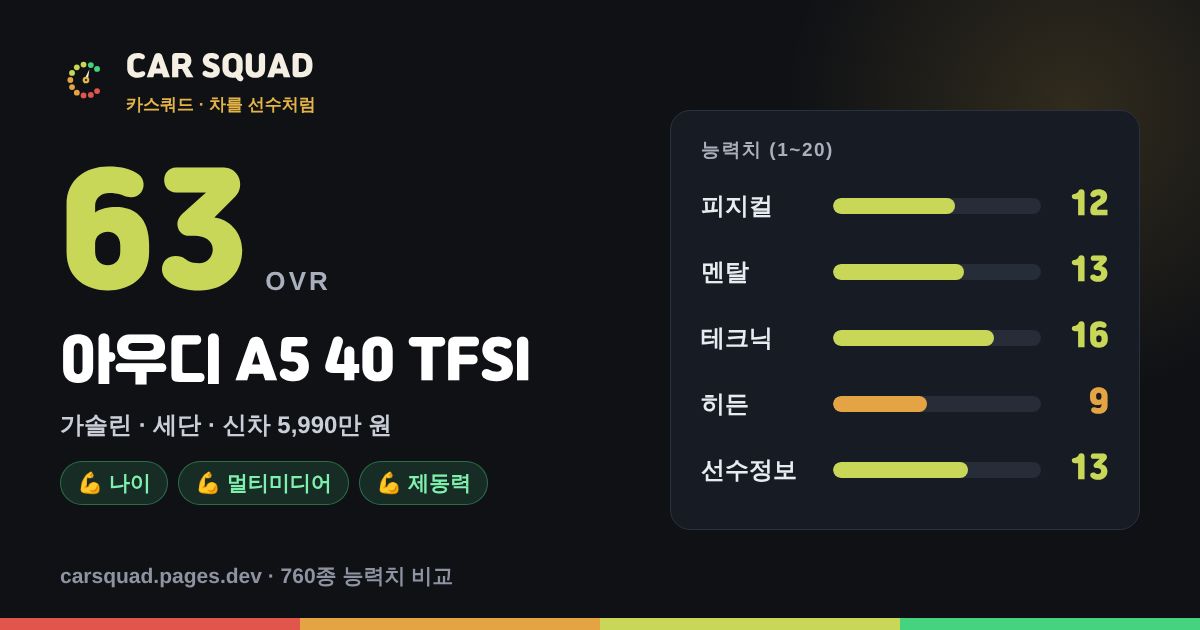 CAR SQUAD
카스쿼드 · 차를 선수처럼
63 OVR
아우디 A5 40 TFSI
가솔린 · 세단 · 신차 5,990만 원
💪 나이 💪 멀티미디어 💪 제동력
carsquad.pages.dev · 760종 능력치 비교
능력치 (1~20)
피지컬 12
멘탈 13
테크닉 16
히든 9
선수정보 13